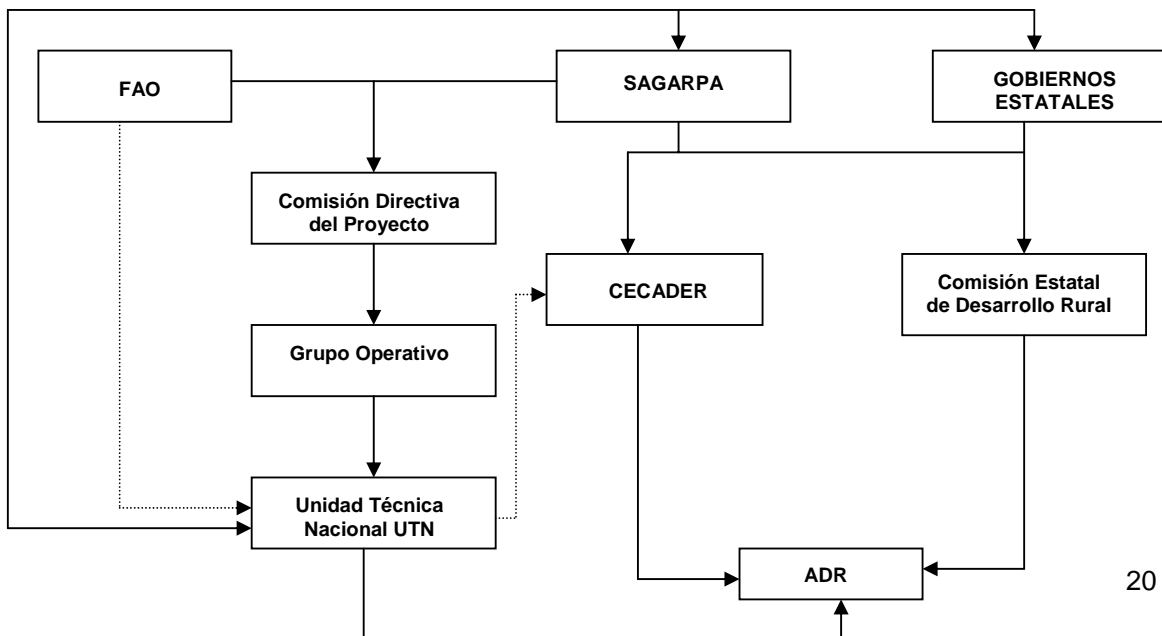 FAO
SAGARPA
GOBIERNOS
ESTATALES
Comisión Directiva
del Proyecto
CECADER
Comisión Estatal
de Desarrollo Rural
Grupo Operativo
Unidad Técnica
Nacional UTN
ADR
20